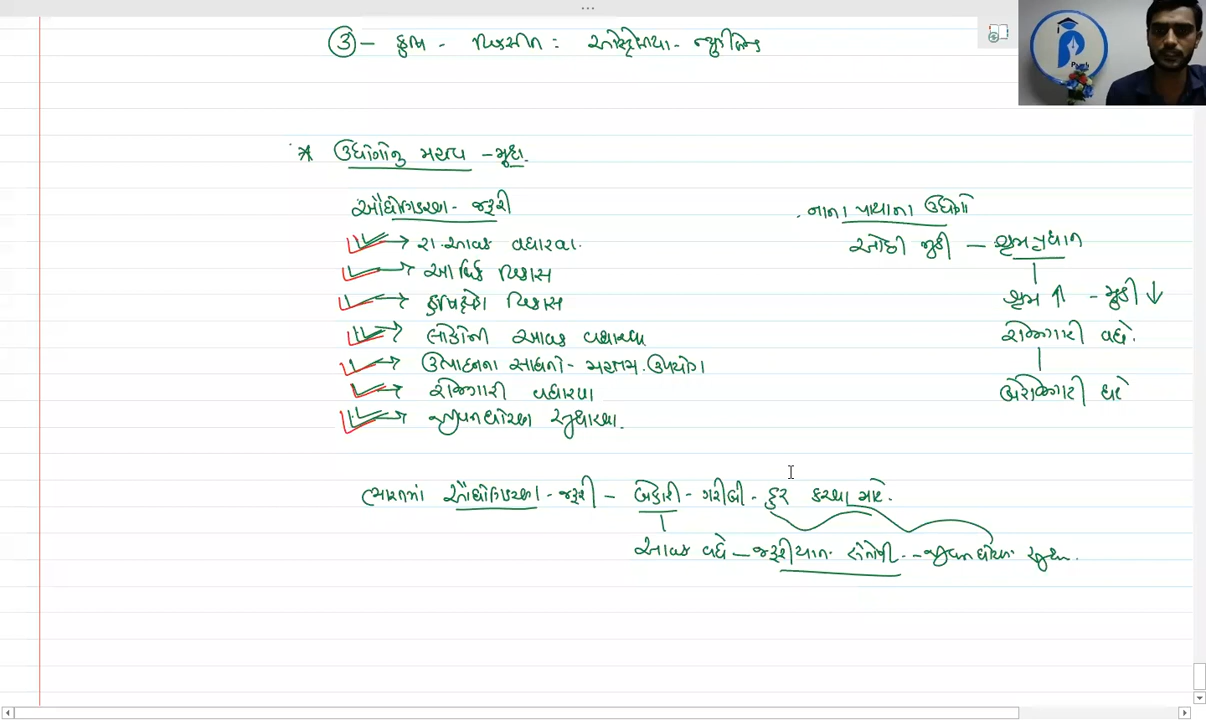 ③ – કૃષિ - વિકસીત : ઓસ્ટ્રેલિયા - ન્યુઝીલેન્ડ
* ઉદ્યોગોનુ મહત્વ - મુદ્દા.
ઔદ્યોગિકરણ - જરૂરી
→ રા.આવક વધારવા.
→ આર્થિક વિકાસ
→ કૃષિક્ષેત્રે વિકાસ
→ લોકોની આવક વધારવા
→ ઉત્પાદનના સાધનો - મહત્તમ ઉપયોગ
→ રોજગારી વધારવા
→ જીવનધોરણ સુધારવા.
નાના પાયાના ઉદ્યોગો
ઓછી મૂડી – શ્રમપ્રધાન
શ્રમ ↑ - મૂડી ↓
રોજગારી વધે.
બેરોજગારી ઘટે
ભારતમાં ઔદ્યોગિકરણ - જરૂરી – બેકારી - ગરીબી - દુર કરવા માટે.
આવક વધે – જરૂરીયાત સંતોષી - જીવનધોરણ